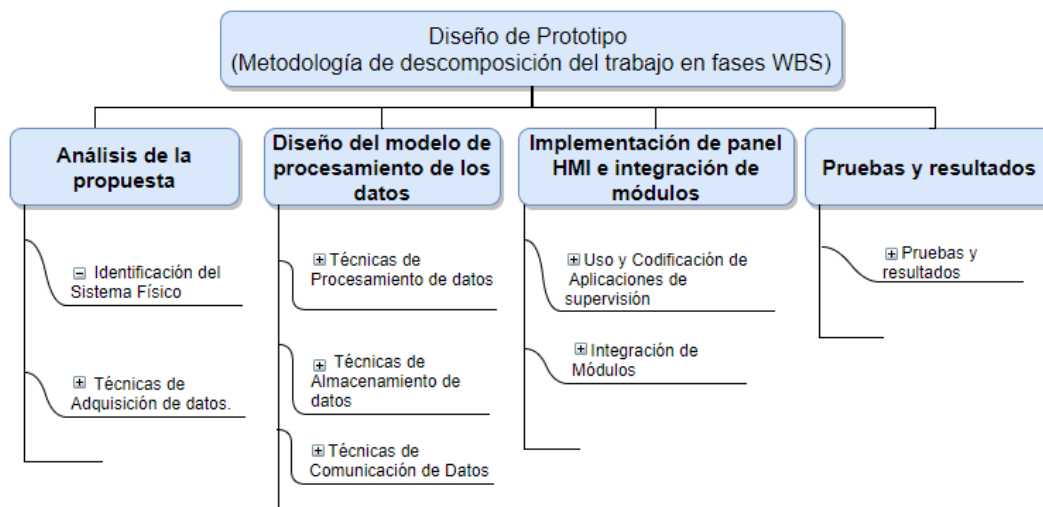 Diseño de Prototipo
(Metodología de descomposición del trabajo en fases WBS)
Análisis de la
propuesta
Identificación del
Sistema Físico
Técnicas de
Adquisición de datos.
Diseño del modelo de
procesamiento de los
datos
Técnicas de
Procesamiento de datos
Técnicas de
Almacenamiento de
datos
Técnicas de
Comunicación de Datos
Implementación de panel
HMI e integración de
módulos
Uso y Codificación de
Aplicaciones de
supervisión
Integración de
Módulos
Pruebas y resultados
Pruebas y
resultados